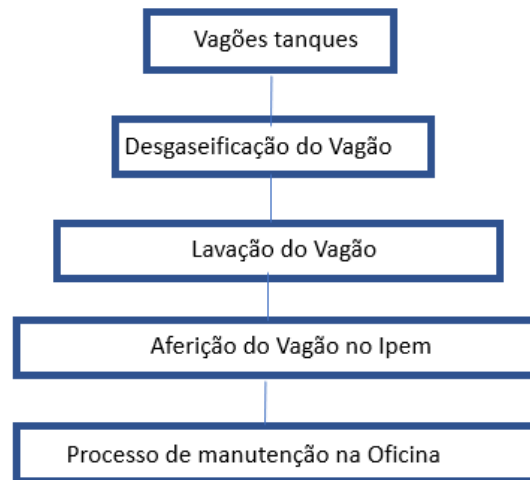 Vagões tanques
Desgaseificação do Vagão
Lavação do Vagão
Aferição do Vagão no Ipem
Processo de manutenção na Oficina